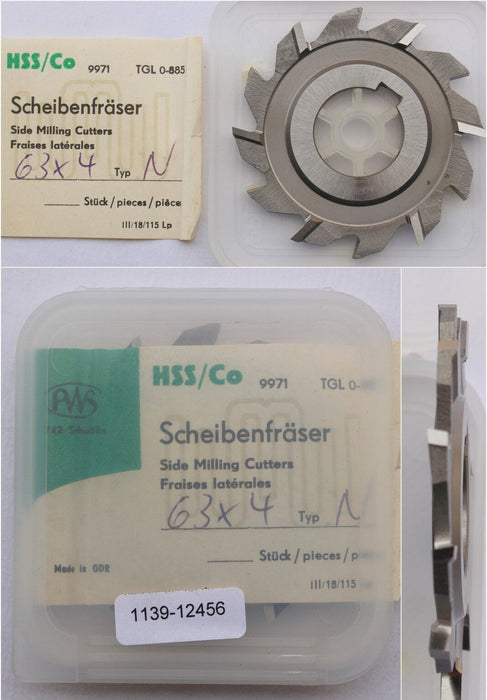 HSS/Co 9971 TGL 0-885
Scheibenfräser
Side Milling Cutters
Fraises latérales
63x4 Typ N
Stück/pieces/pièce
III/18/115 Lp
HSS/Co 9971 TGL 0-
PWS
Scheibenfräser
Side Milling Cutters
Fraises latérales
63x4 Typ N
Stück/pieces/p
Made in GDR
III/18/115
1139-12456